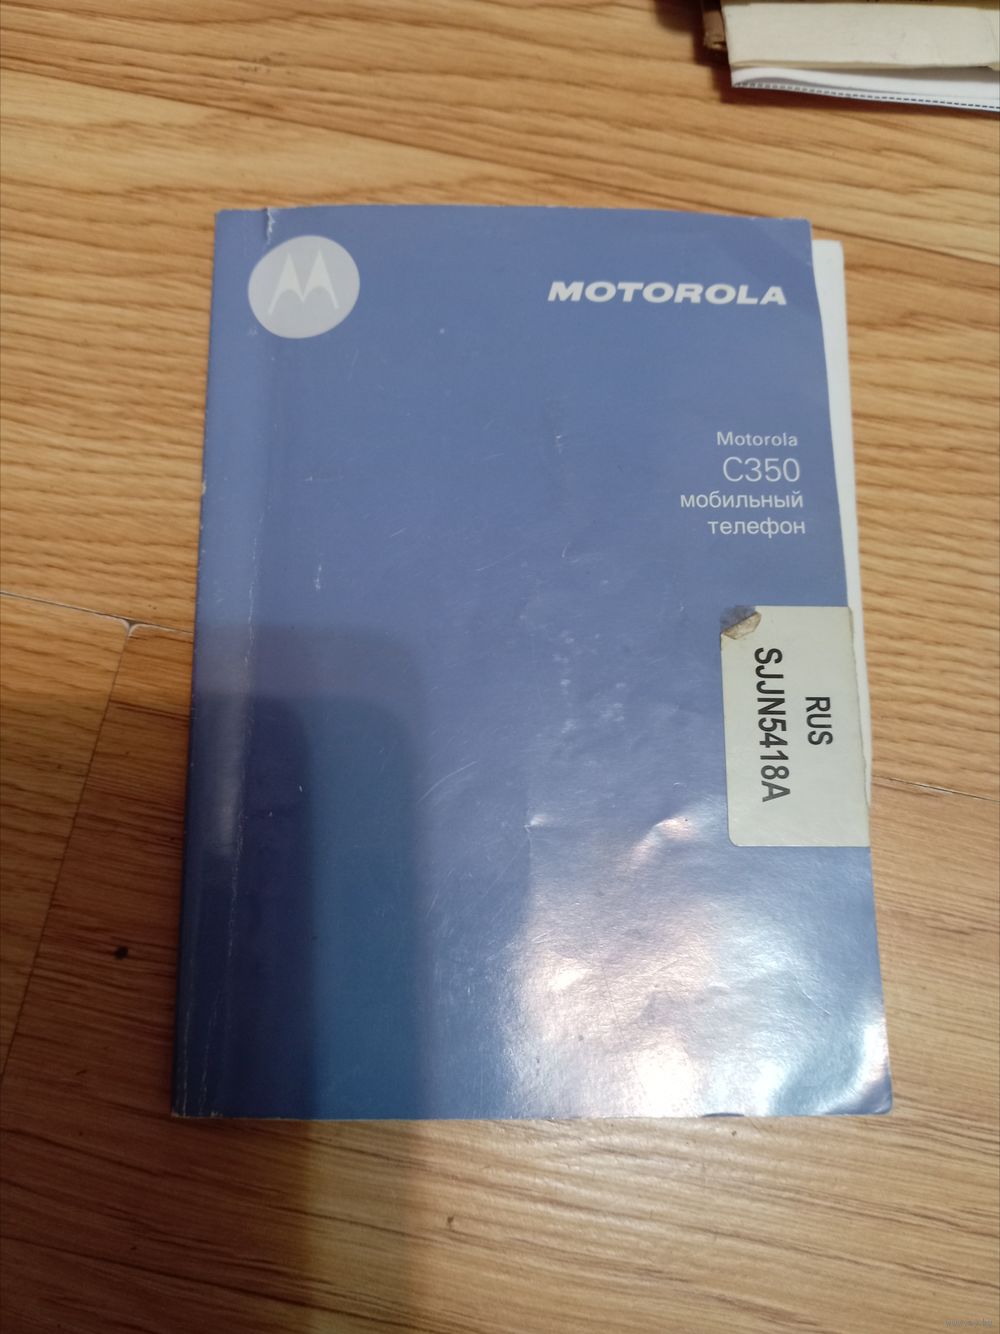 MOTOROLA
Motorola
C350
мобильный
телефон
RUS
SJJN5418A